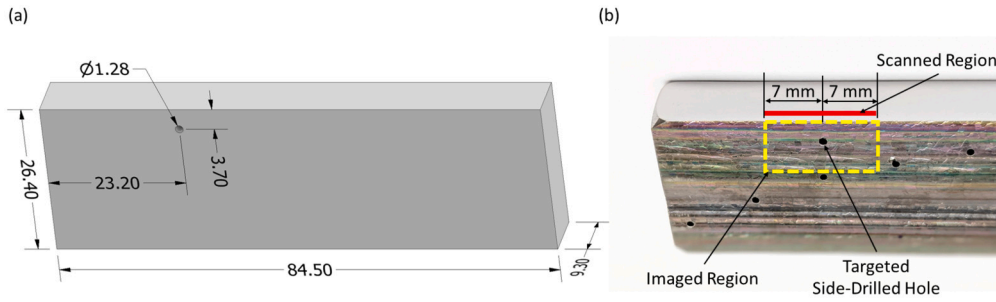 (a)
Ø1.28
26.40
23.20
3.70
84.50
9.30
(b)
Scanned Region
7 mm
7 mm
Imaged Region
Targeted
Side-Drilled Hole